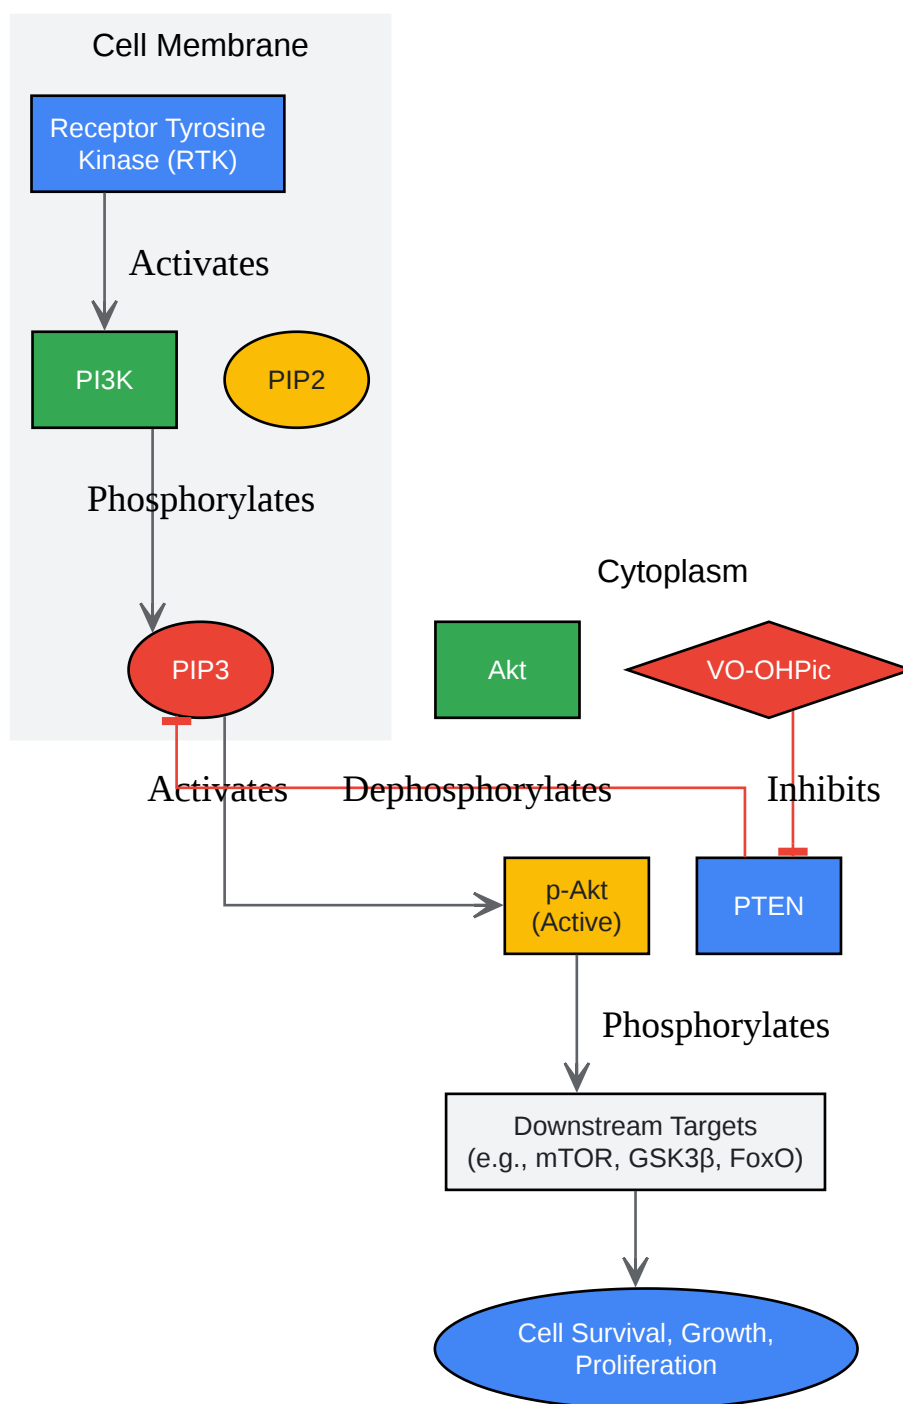 Cell Membrane
Receptor Tyrosine
Kinase (RTK)
Activates
PI3K
PIP2
Phosphorylates
Cytoplasm
PIP3
Akt
VO-OHPic
Activates
Dephosphorylates
Inhibits
p-Akt
(Active)
PTEN
Phosphorylates
Downstream Targets
(e.g., mTOR, GSK3β, FoxO)
Cell Survival, Growth,
Proliferation